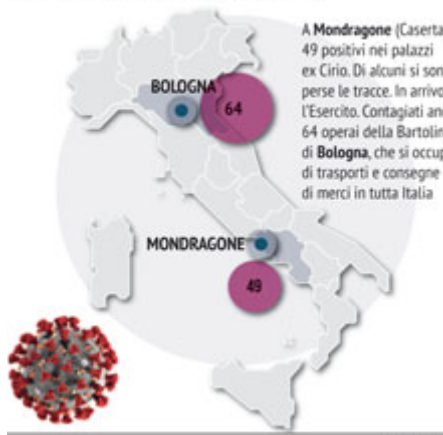 A Mondragone (Caserta
49 positivi nei palazzi
ex Cirio. Di alcuni si son
perse le tracce. In arrivo
l'Esercito. Contagiati an
64 operai della Bartolin
di Bologna, che si occup
di trasporti e consegne
di merci in tutta Italia
BOLOGNA
64
MONDRAGONE
49